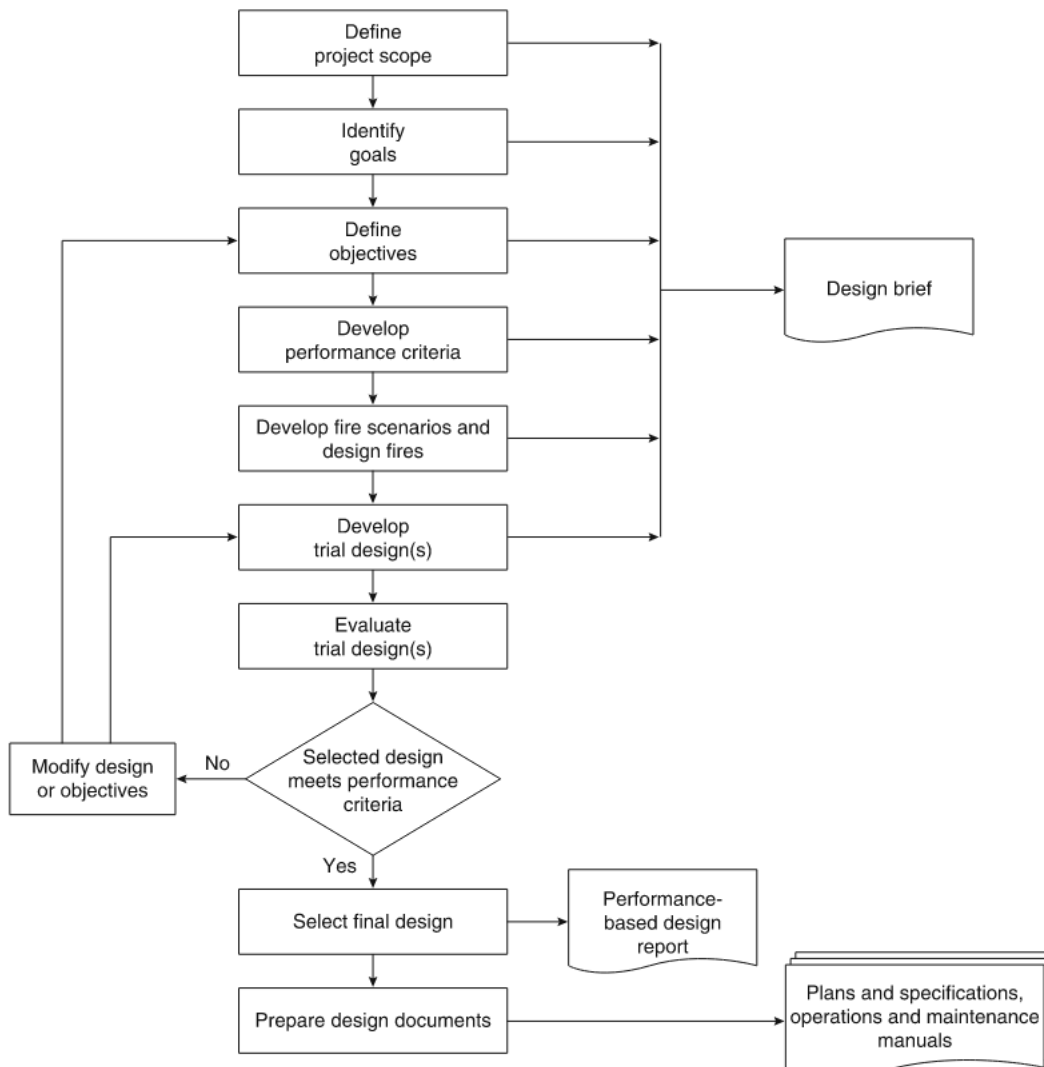 Define
project scope
Identify
goals
Define
objectives
Design brief
Develop
performance criteria
Develop fire scenarios and
design fires
Develop
trial design(s)
Evaluate
trial design(s)
Modify design
or objectives
No
Selected design
meets performance
criteria
Yes
Select final design
Performance-
based design
report
Prepare design documents
Plans and specifications,
operations and maintenance
manuals